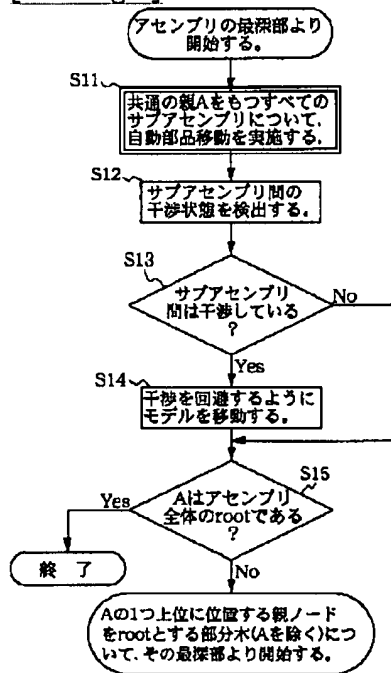 アセンブリの最深部より
開始する。
S11
共通の親Aをもつすべての
サブアセンブリについて,
自動部品移動を実施する.
S12
サブアセンブリ間の
干渉状態を検出する。
S13
サブアセンブリ
間は干渉している
?
No
Yes
S14
干渉を回避するように
モデルを移動する。
S15
Aはアセンブリ
全体のrootである
?
Yes
終 了
No
Aの1つ上位に位置する親ノード
をrootとする部分木(Aを除く)につ
いて、その最深部より開始する。